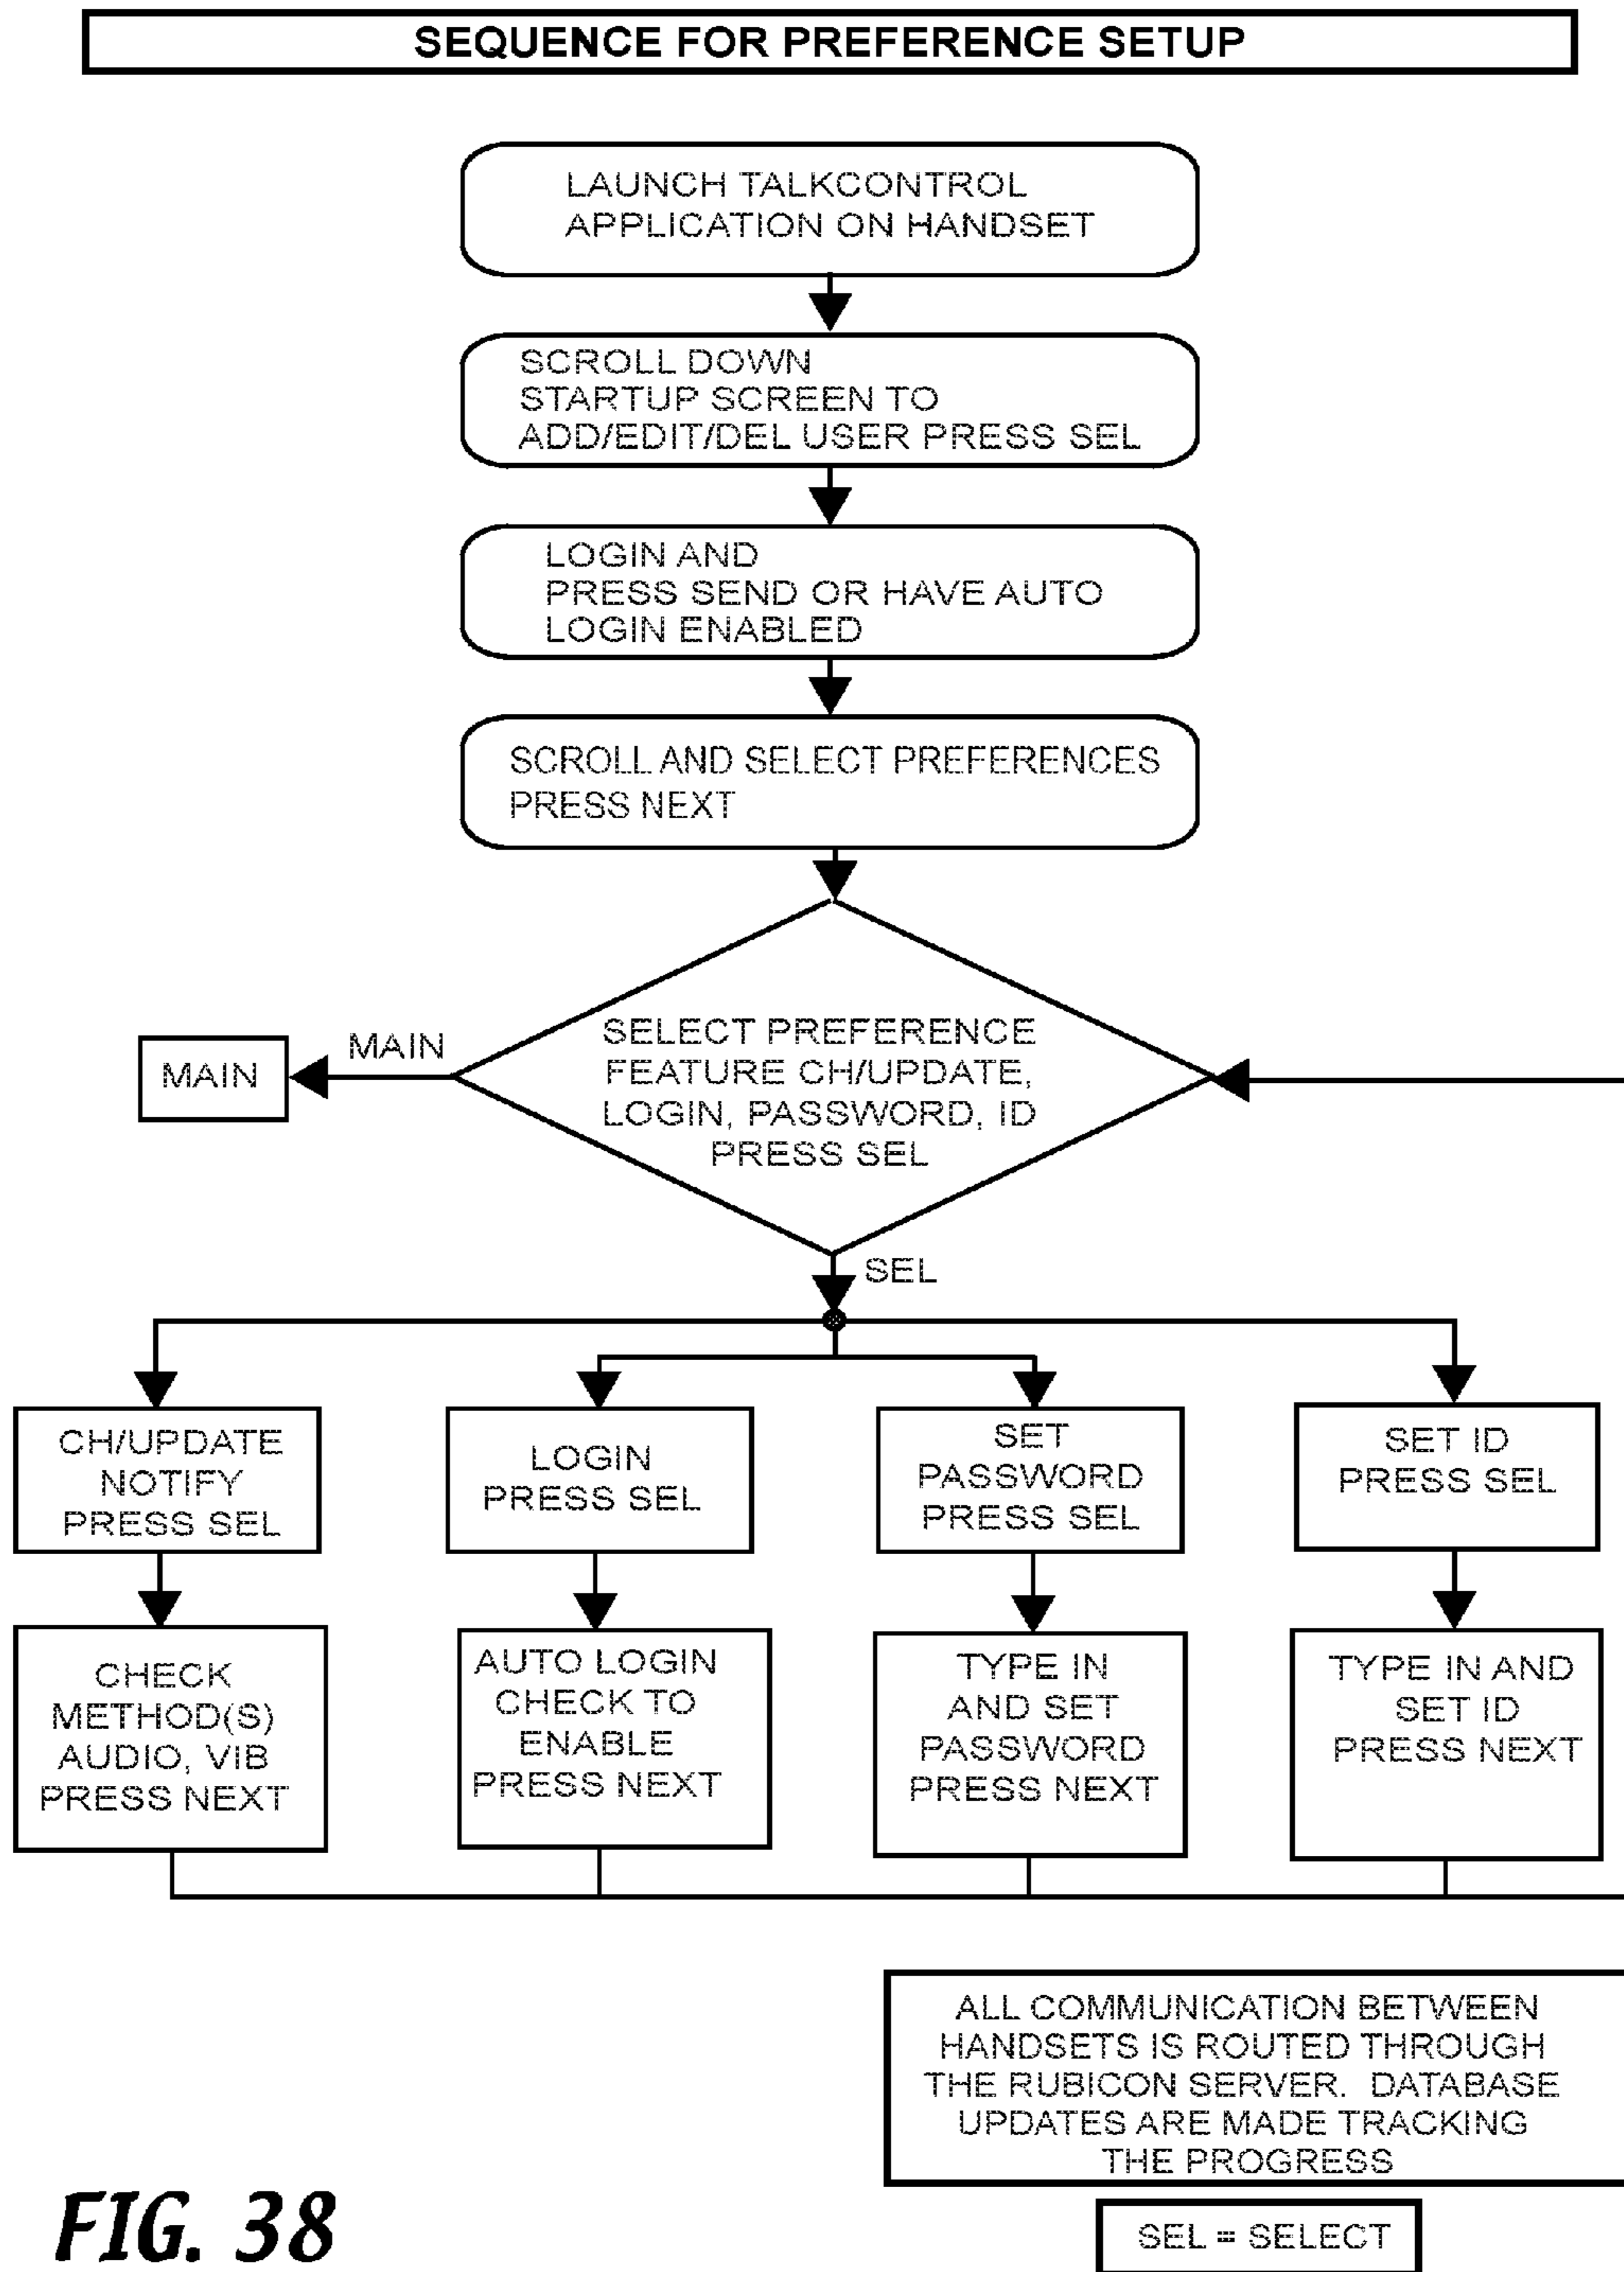 SEQUENCE FOR PREFERENCE SETUP
LAUNCH TALKCONTROL
APPLICATION ON HANDSET
SCROLL DOWN
STARTUP SCREEN TO
ADD/EDIT/DEL USER PRESS SEL
LOGIN AND
PRESS SEND OR HAVE AUTO
LOGIN ENABLED
SCROLL AND SELECT PREFERENCES
PRESS NEXT
SELECT PREFERENCE
FEATURE CH/UPDATE,
LOGIN, PASSWORD, ID
PRESS SEL
MAIN
MAIN
SEL
CH/UPDATE
NOTIFY
PRESS SEL
LOGIN
PRESS SEL
SET
PASSWORD
PRESS SEL
SET ID
PRESS SEL
CHECK
METHOD(S)
AUDIO, VIB
PRESS NEXT
AUTO LOGIN
CHECK TO
ENABLE
PRESS NEXT
TYPE IN
AND SET
PASSWORD
PRESS NEXT
TYPE IN AND
SET ID
PRESS NEXT
ALL COMMUNICATION BETWEEN
HANDSETS IS ROUTED THROUGH
THE RUBICON SERVER. DATABASE
UPDATES ARE MADE TRACKING
THE PROGRESS
SEL = SELECT
FIG. 38